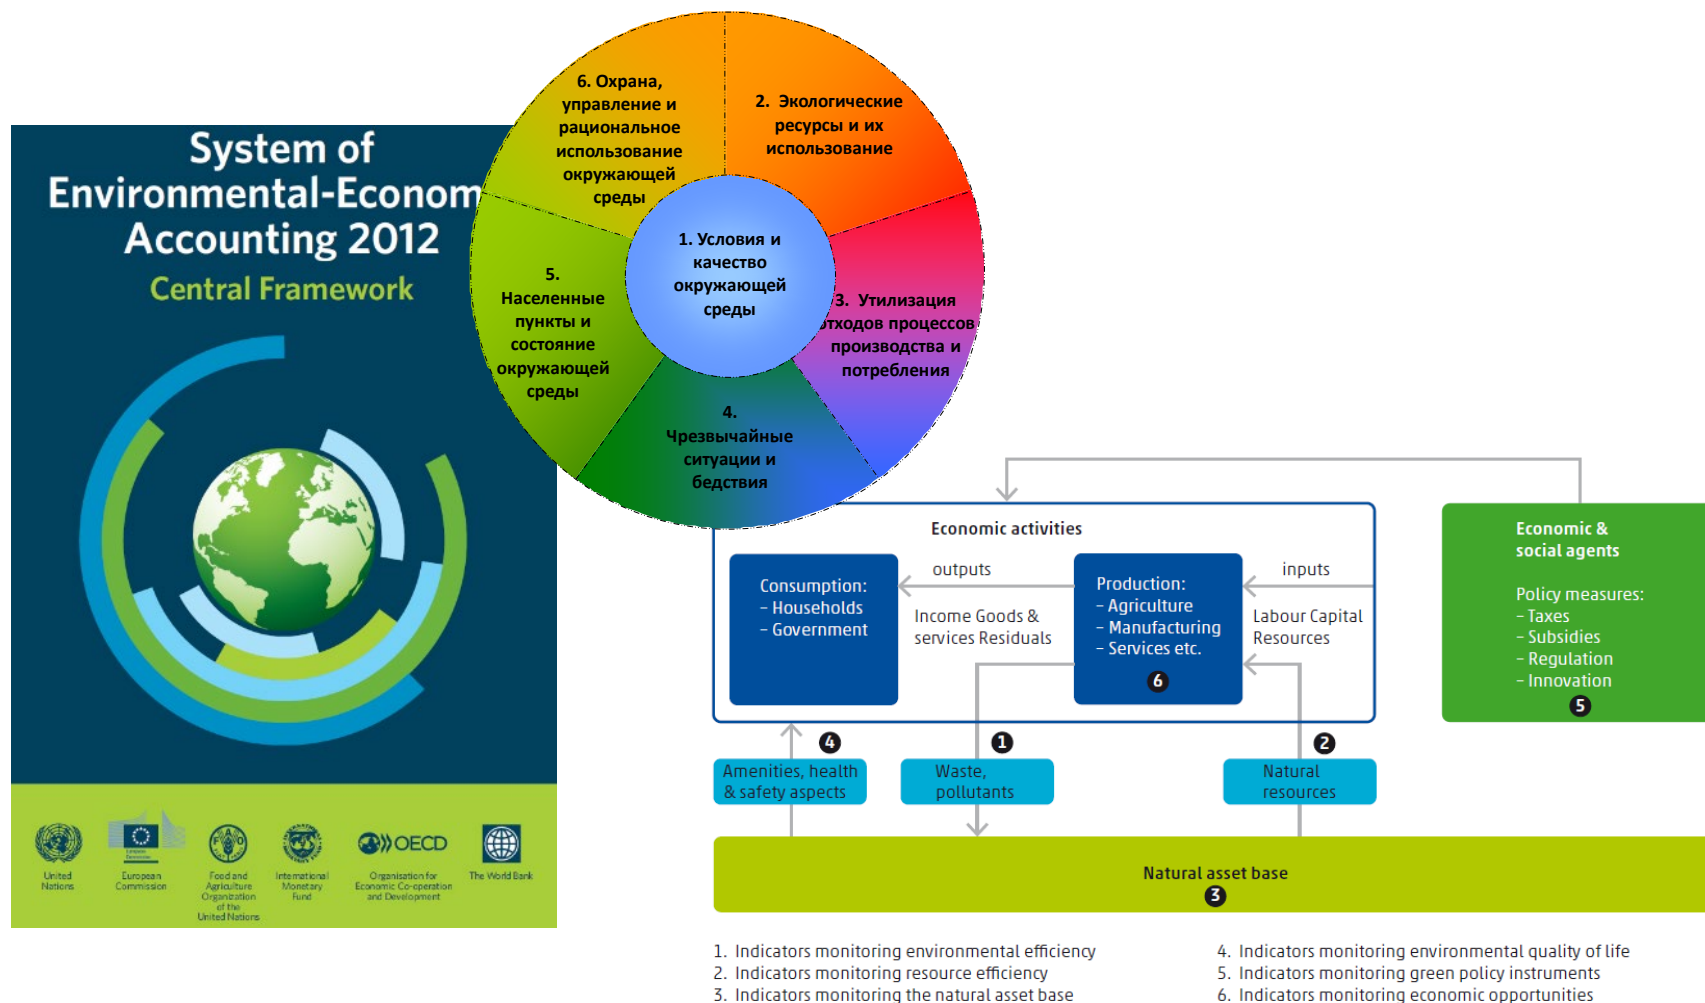 System of
Environmental-Econom
Accounting 2012
Central Framework
United
Nations
European
Commission
Food and
Agriculture
Organization
of the
United Nations
International
Monetary
Fund
OECD
Organisation for
Economic Co-operation
and Development
The World Bank
6. Охрана,
управление и
рациональное
использование
окружающей
среды
2. Экологические
ресурсы и их
использование
1. Условия и
качество
окружающей
среды
3. Утилизация
отходов процессов
производства и
потребления
5.
Населенные
пункты и
состояние
окружающей
среды
4.
Чрезвычайные
ситуации и
бедствия
Economic activities
Consumption:
– Households
– Government
outputs
Income Goods &
services Residuals
Production:
– Agriculture
– Manufacturing
– Services etc.
6
inputs
Labour Capital
Resources
Economic &
social agents
Policy measures:
– Taxes
– Subsidies
– Regulation
– Innovation
5
4
1
2
Amenities, health
& safety aspects
Waste,
pollutants
Natural
resources
Natural asset base
3
1. Indicators monitoring environmental efficiency
2. Indicators monitoring resource efficiency
3. Indicators monitoring the natural asset base
4. Indicators monitoring environmental quality of life
5. Indicators monitoring green policy instruments
6. Indicators monitoring economic opportunities